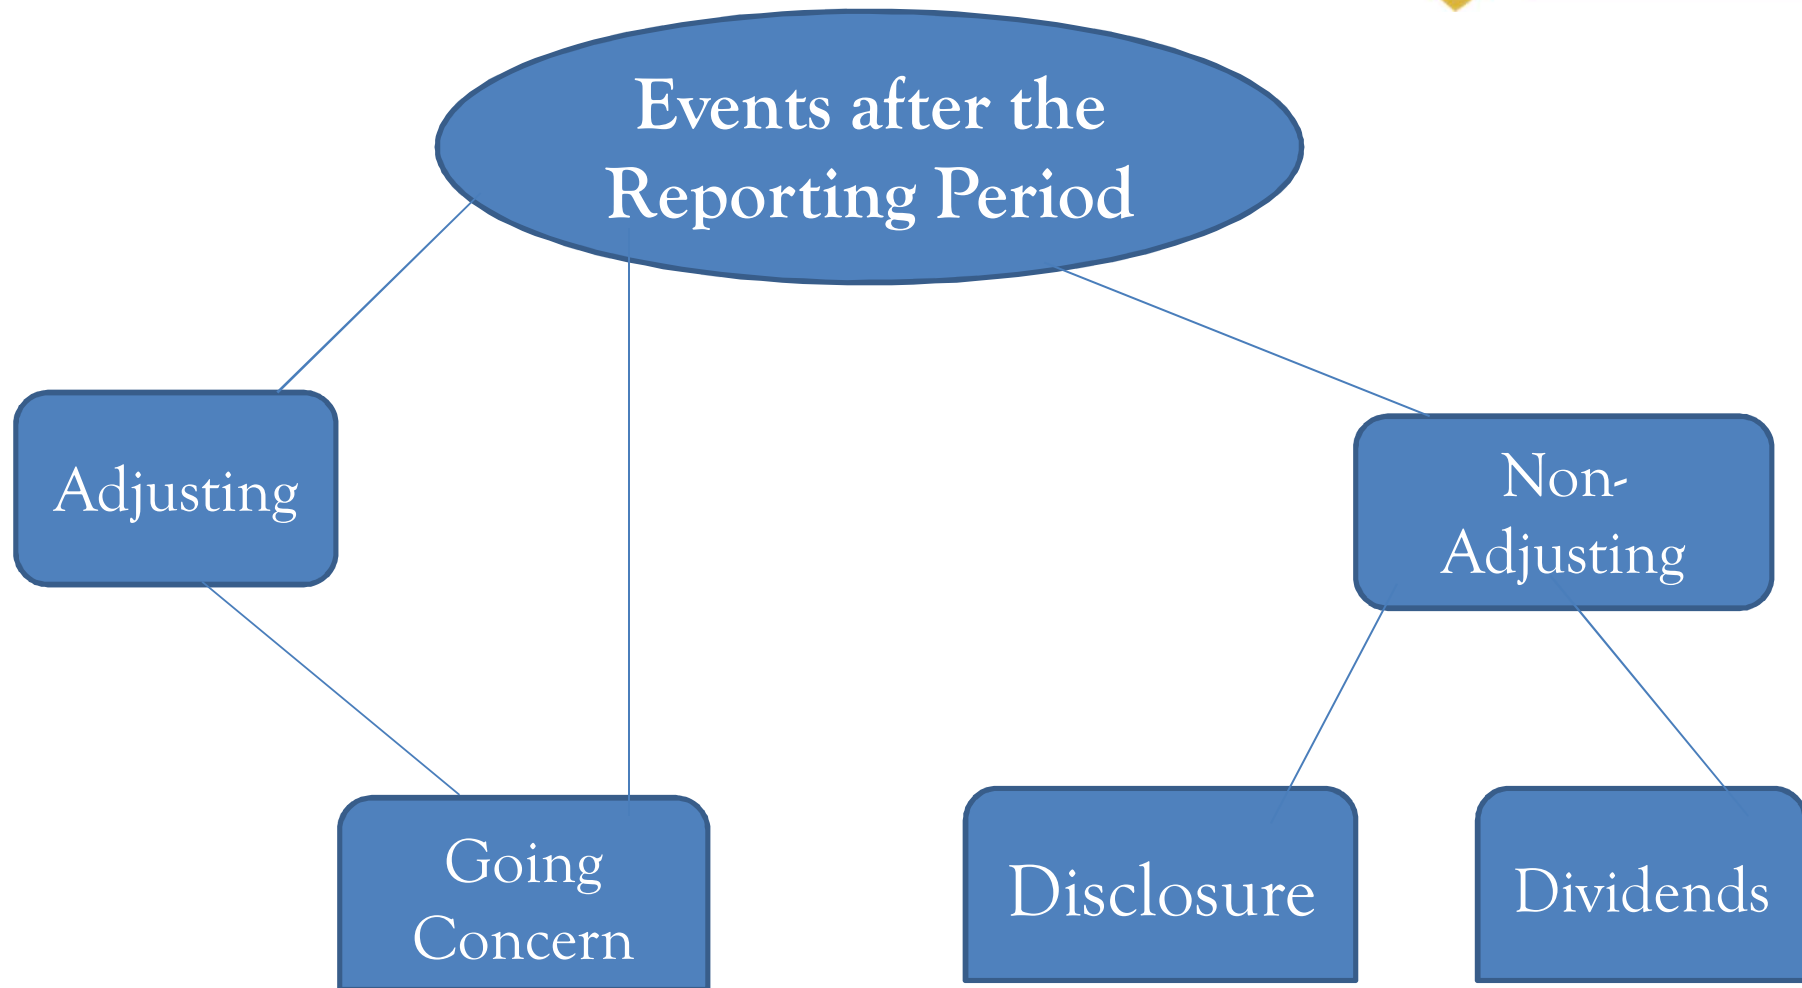 Events after the
Reporting Period
Adjusting
Non-
Adjusting
Going
Concern
Disclosure
Dividends